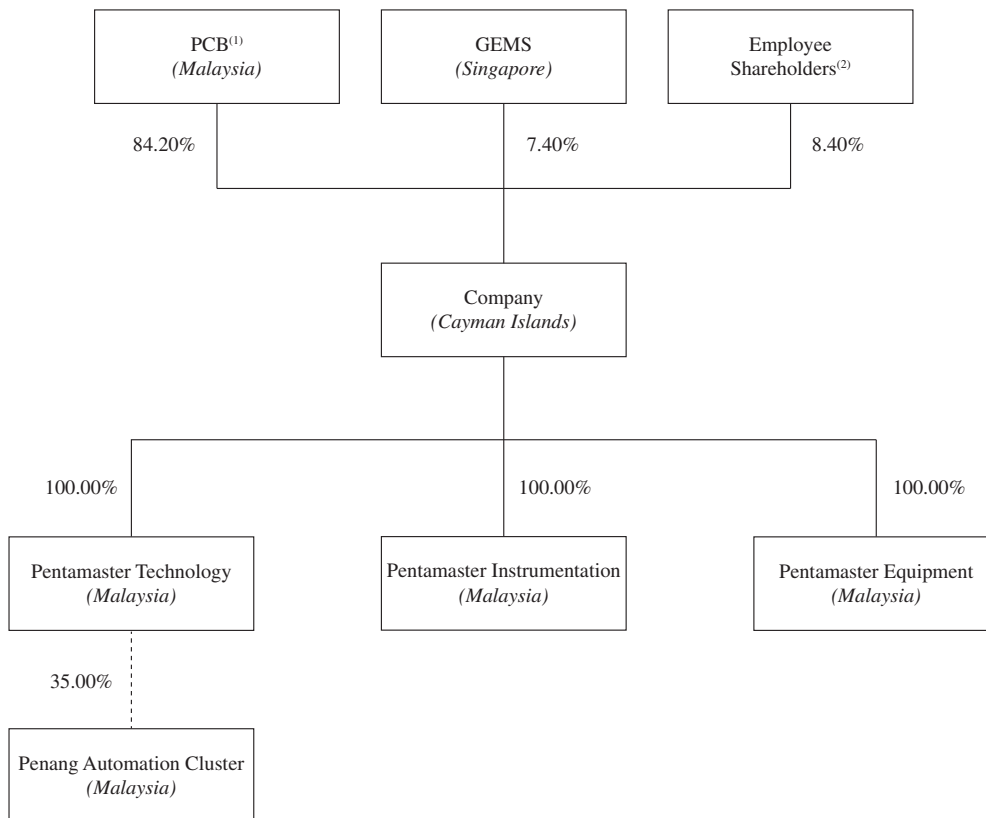 PCB(1)
(Malaysia)
GEMS
(Singapore)
Employee
Shareholders(2)
84.20%
7.40%
8.40%
Company
(Cayman Islands)
100.00%
100.00%
100.00%
Pentamaster Technology
(Malaysia)
Pentamaster Instrumentation
(Malaysia)
Pentamaster Equipment
(Malaysia)
35.00%
Penang Automation Cluster
(Malaysia)